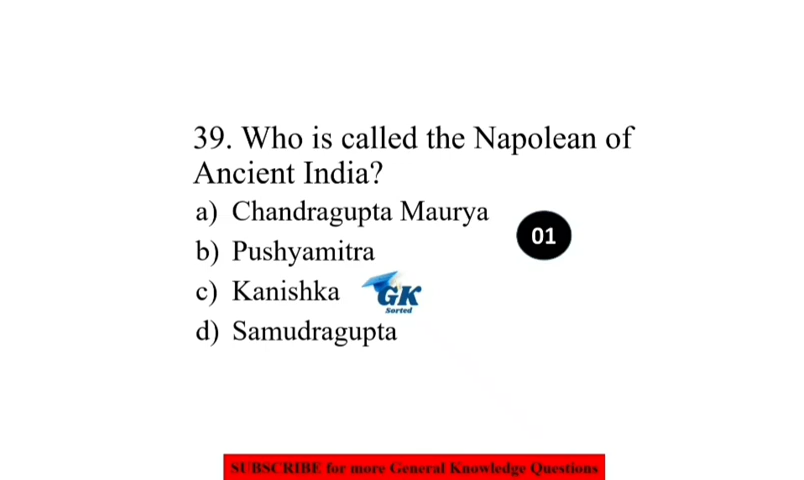 39. Who is called the Napolean of
Ancient India?
a) Chandragupta Maurya
01
b) Pushyamitra
c) Kanishka
GK
Sorted
d) Samudragupta
SUBSCRIBE for more General Knowledge Questions